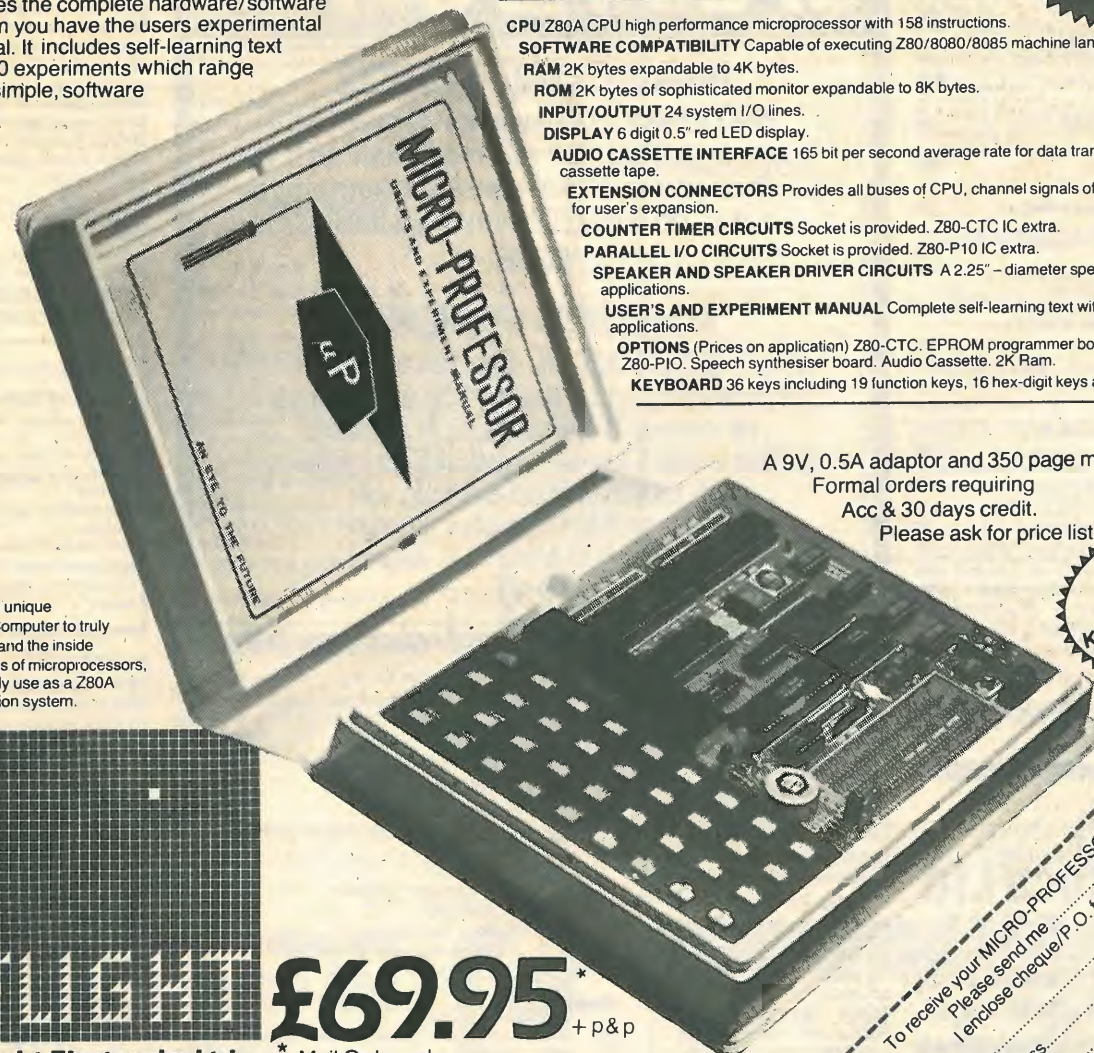 es the complete hardware/software
n you have the users experimental
al. It includes self-learning text
0 experiments which range
simple, software
CPU Z80A CPU high performance microprocessor with 158 instructions.
SOFTWARE COMPATIBILITY Capable of executing Z80/8080/8085 machine lan
RAM 2K bytes expandable to 4K bytes.
ROM 2K bytes of sophisticated monitor expandable to 8K bytes.
INPUT/OUTPUT 24 system I/O lines.
DISPLAY 6 digit 0.5" red LED display.
AUDIO CASSETTE INTERFACE 165 bit per second average rate for data tran
cassette tape.
EXTENSION CONNECTORS Provides all buses of CPU, channel signals of
for user's expansion.
COUNTER TIMER CIRCUITS Socket is provided. Z80-CTC IC extra.
PARALLEL I/O CIRCUITS Socket is provided. Z80-P10 IC extra.
SPEAKER AND SPEAKER DRIVER CIRCUITS A 2.25" – diameter spe
applications.
USER'S AND EXPERIMENT MANUAL Complete self-learning text wit
applications.
OPTIONS (Prices on application) Z80-CTC. EPROM programmer bo
Z80-PIO. Speech synthesiser board. Audio Cassette. 2K Ram.
KEYBOARD 36 keys including 19 function keys, 16 hex-digit keys a
MICRO-PROFESSOR
USER'S AND EXPERIMENT MANUAL
µP
AN EYE TO THE FUTURE
A 9V, 0.5A adaptor and 350 page m
Formal orders requiring
Acc & 30 days credit.
Please ask for price list
K
unique
omputer to truly
and the inside
s of microprocessors,
ly use as a Z80A
ion system.
LIGHT
£69.95*
+p&p
To receive your MICRO-PROFESSO
Please send me
I enclose cheque/P.O. f